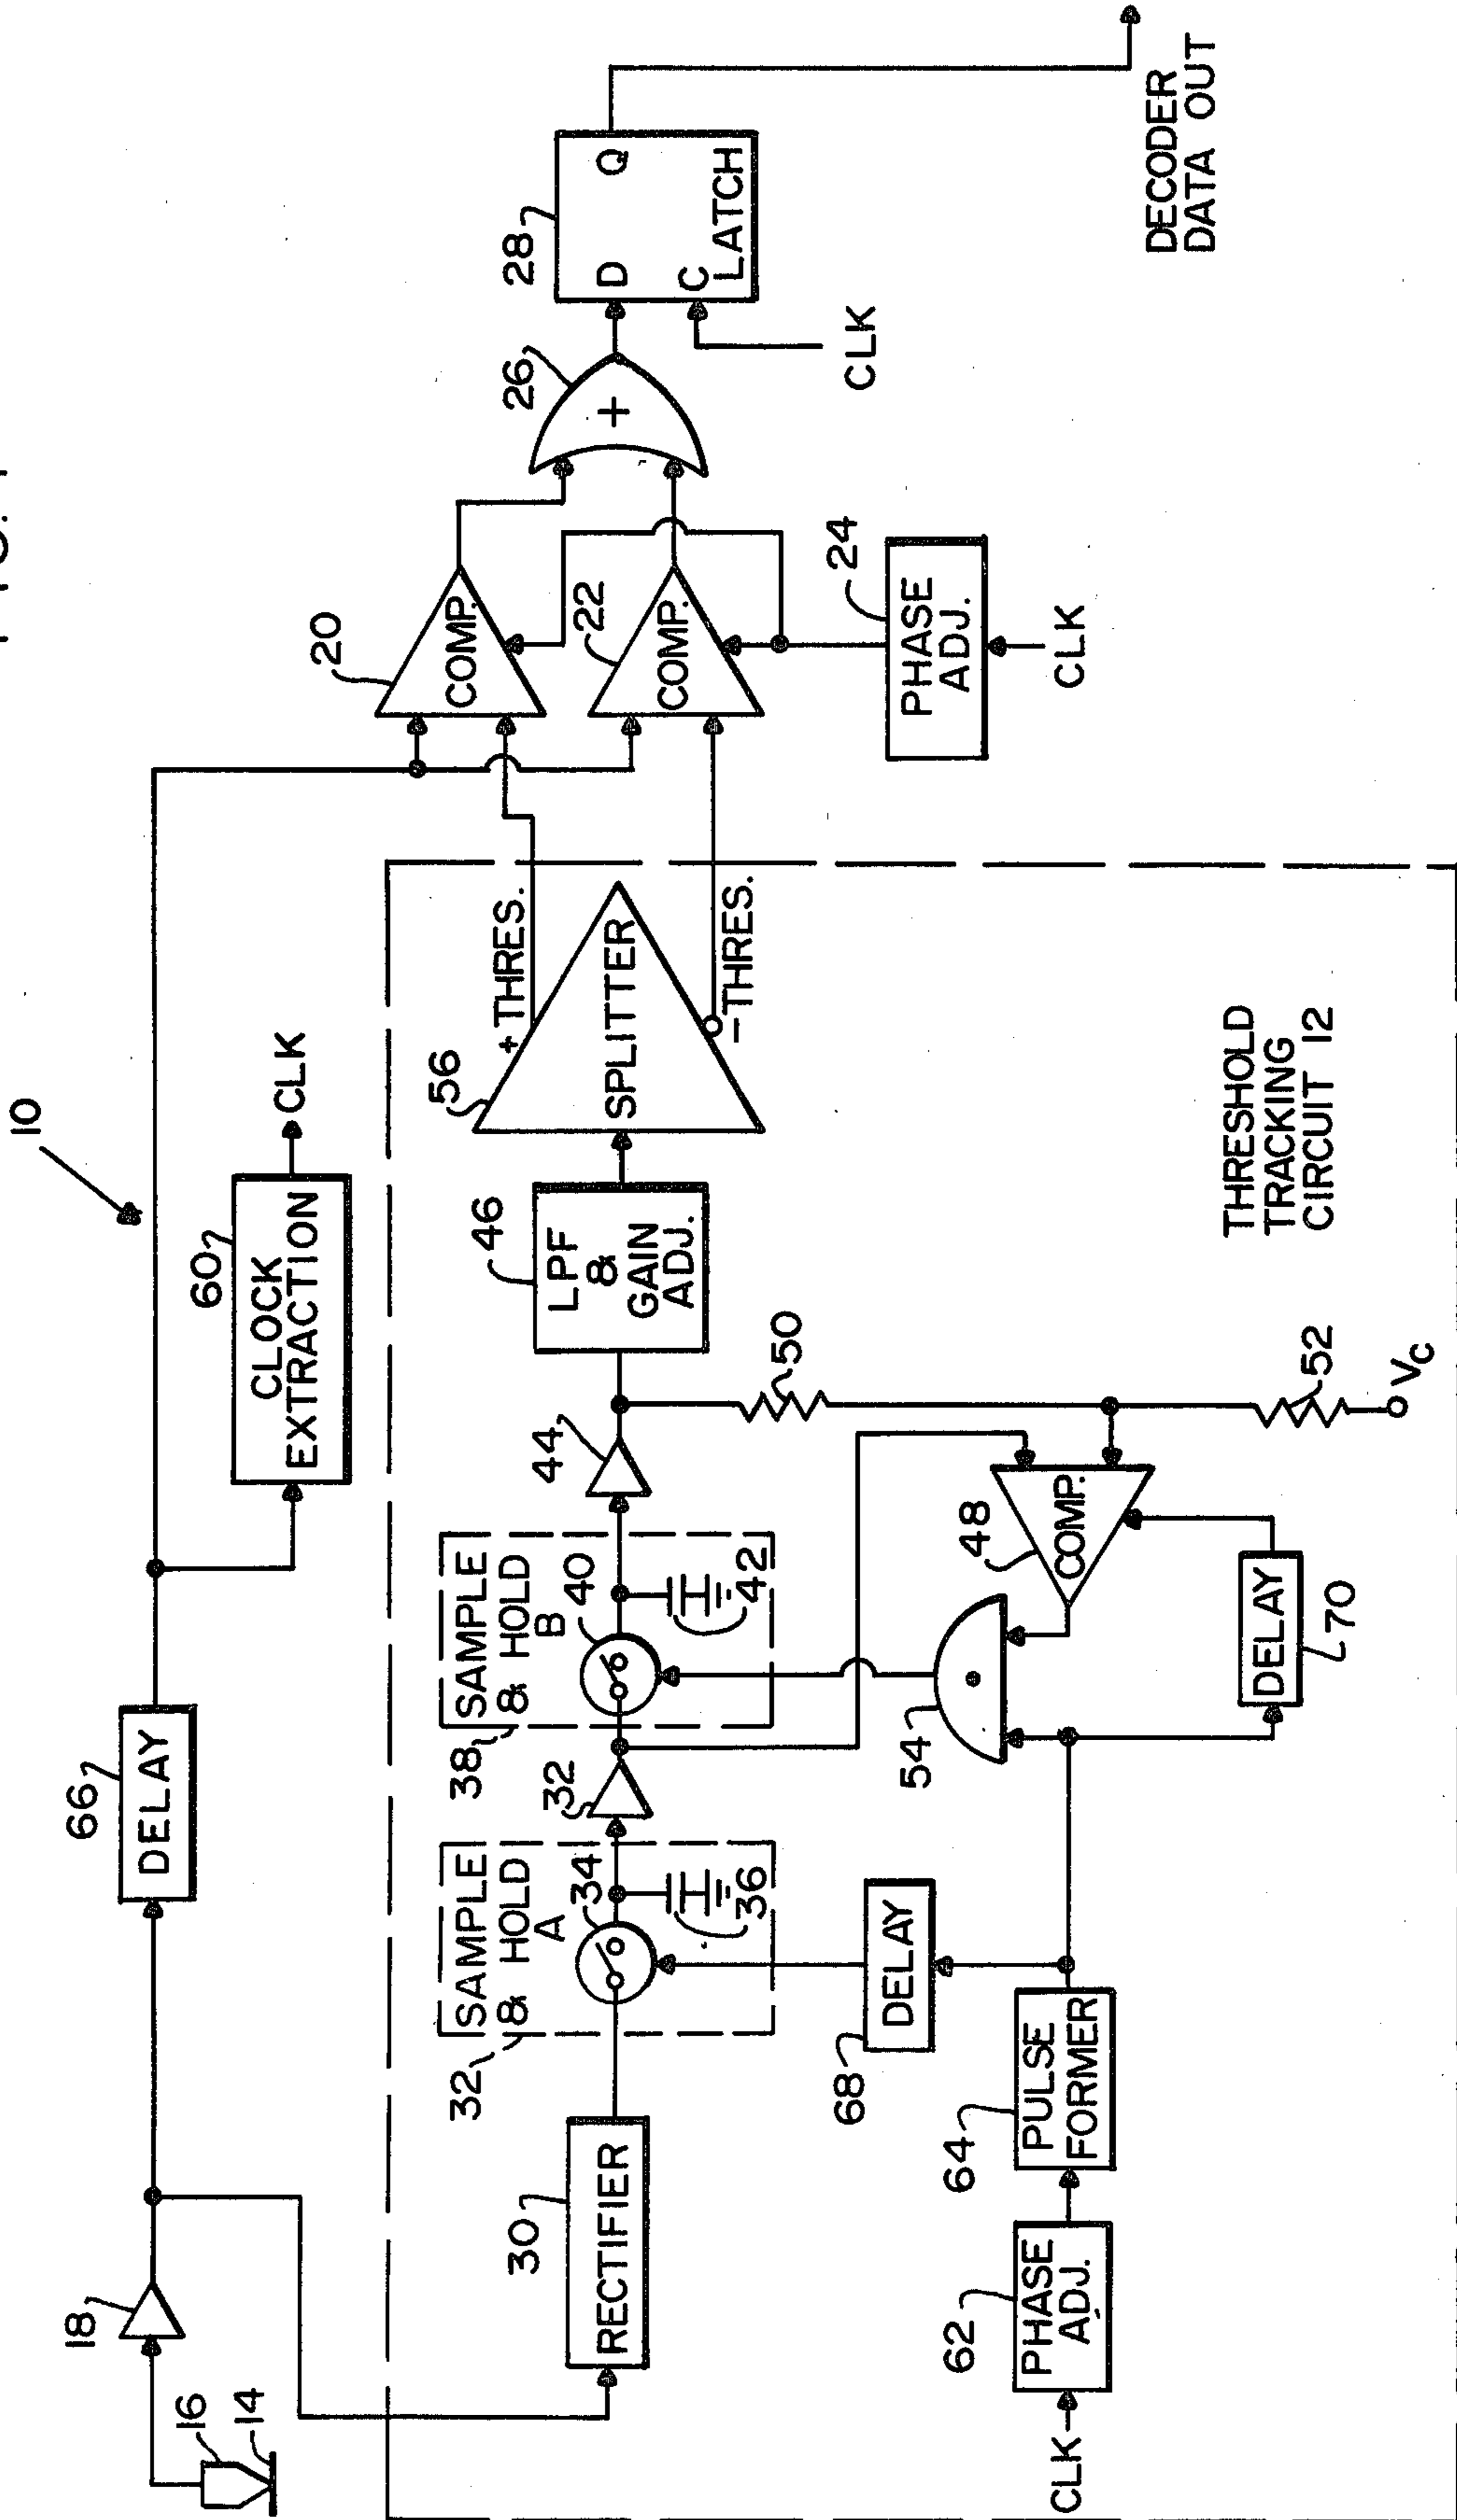 10
18
16
14
66
DELAY
60
CLOCK
EXTRACTION
CLK
20
COMP.
22
COMP.
24
PHASE
ADJ.
CLK
26
+
28
D
Q
C
LATCH
CLK
DECODER
DATA OUT
30
RECTIFIER
32
SAMPLE
& HOLD
A
34
36
32
38
SAMPLE
& HOLD
B
40
42
44
46
LPF
&
GAIN
ADJ.
56
SPLITTER
+ THRES.
- THRES.
50
52
VC
48
COMP.
54
DELAY
70
68
DELAY
64
PULSE
FORMER
62
PHASE
ADJ.
CLK
THRESHOLD
TRACKING
CIRCUIT 12